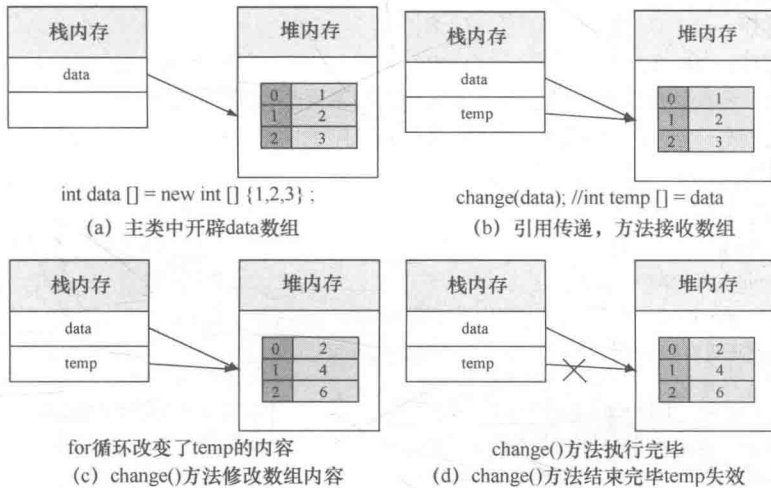 栈内存
堆内存
data
0 1
1 2
2 3
int data [] = new int [] {1,2,3} ;
(a) 主类中开辟data数组
栈内存
堆内存
data
temp
0 1
1 2
2 3
change(data); //int temp [] = data
(b) 引用传递，方法接收数组
栈内存
堆内存
data
temp
0 2
1 4
2 6
for循环改变了temp的内容
(c) change()方法修改数组内容
栈内存
堆内存
data
temp
0 2
1 4
2 6
change()方法执行完毕
(d) change()方法结束完毕temp失效